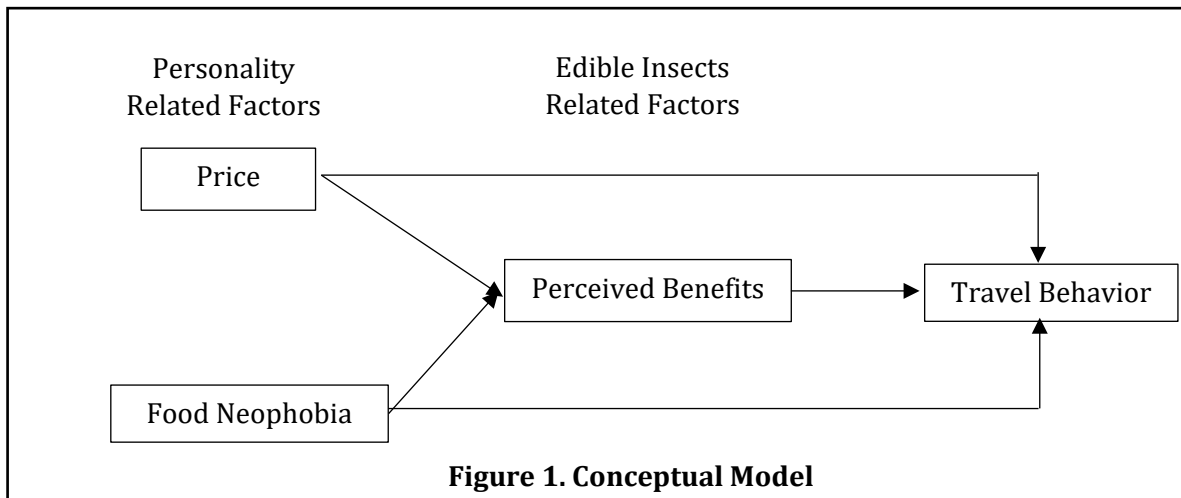 Personality
Related Factors
Edible Insects
Related Factors
Price
Perceived Benefits
Travel Behavior
Food Neophobia
Figure 1. Conceptual Model